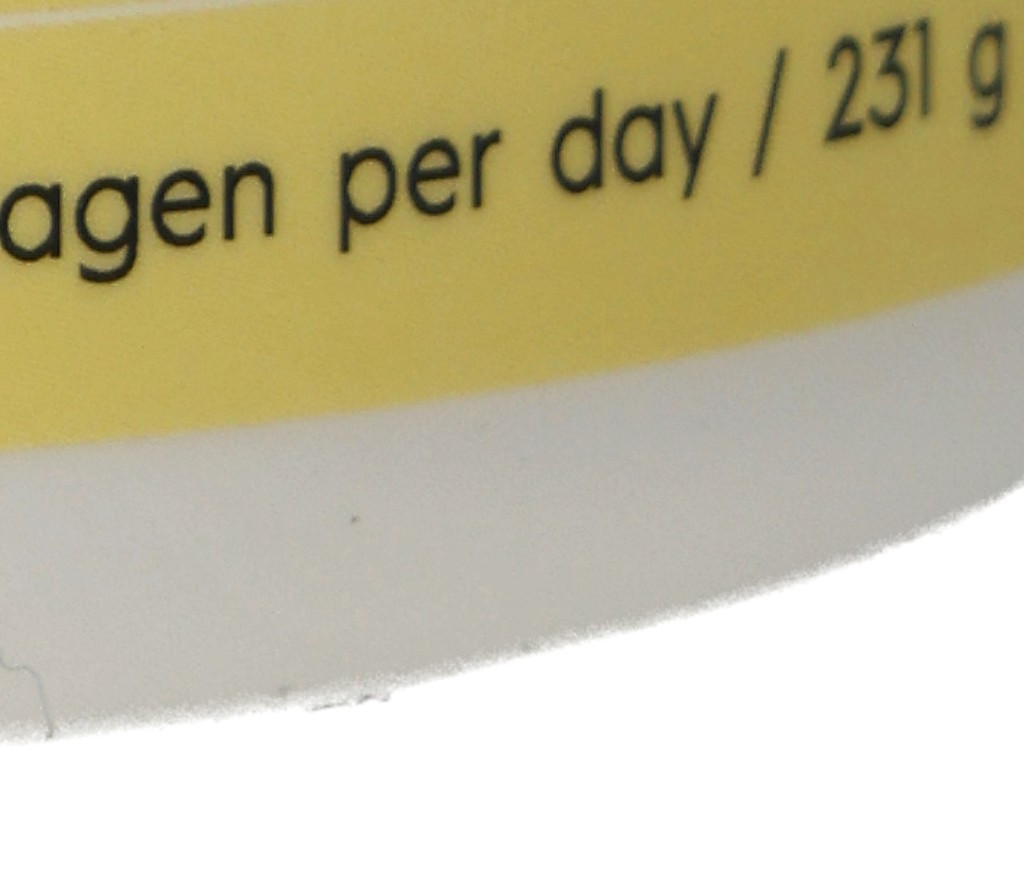 agen per day / 231 g